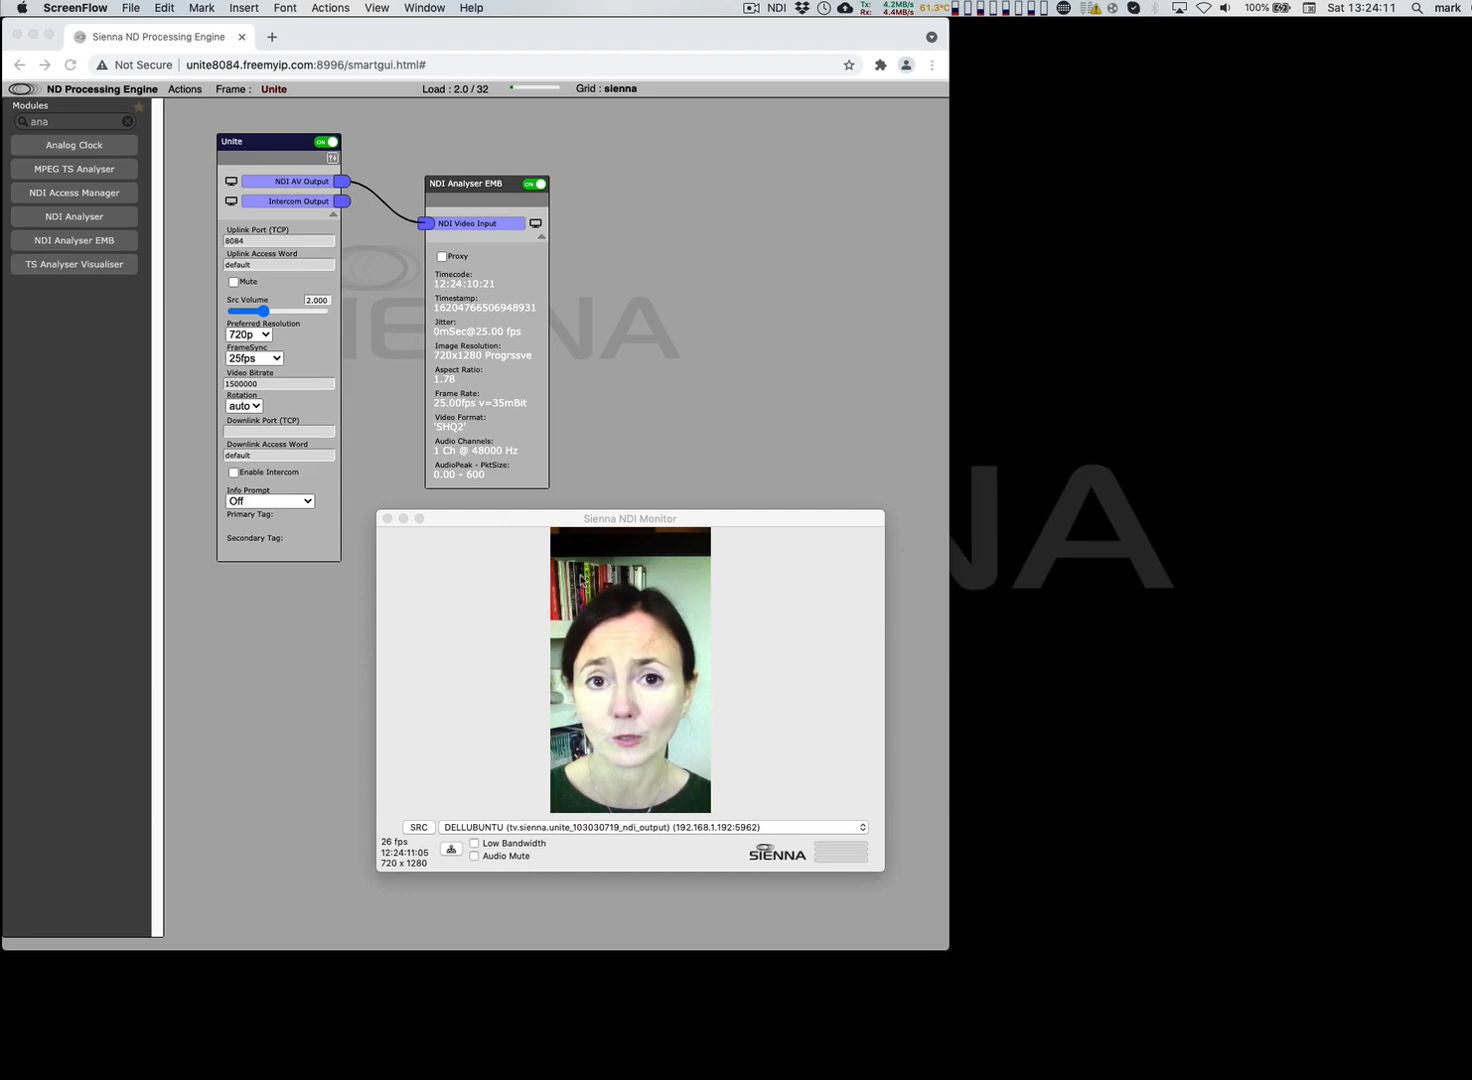 ScreenFlow File Edit Mark Insert Font Actions View Window Help NDI Tx: 4.2MB/s Rx: 4.4MB/s 61.3°C 100% Sat 13:24:11 mark
Sienna ND Processing Engine
Not Secure unite8084.freemyip.com:8996/smartgui.html#
ND Processing Engine Actions Frame : Unite Load : 2.0 / 32 Grid : sienna
Modules
ana
Analog Clock
MPEG TS Analyser
NDI Access Manager
NDI Analyser
NDI Analyser EMB
TS Analyser Visualiser
Unite ON
NDI AV Output
Intercom Output
Uplink Port (TCP)
8084
Uplink Access Word
default
Mute
Src Volume 2.000
Preferred Resolution
720p
FrameSync
25fps
Video Bitrate
1500000
Rotation
auto
Downlink Port (TCP)
Downlink Access Word
default
Enable Intercom
Info Prompt
Off
Primary Tag:
Secondary Tag:
NDI Analyser EMB ON
NDI Video Input
Proxy
Timecode:
12:24:10:21
Timestamp:
16204766506948931
Jitter:
0mSec@25.00 fps
Image Resolution:
720x1280 Progrssve
Aspect Ratio:
1.78
Frame Rate:
25.00fps v=35mBit
Video Format:
'SHQ2'
Audio Channels:
1 Ch @ 48000 Hz
AudioPeak - PktSize:
0.00 - 600
SIENNA
NA
Sienna NDI Monitor
SRC DELLUBUNTU (tv.sienna.unite_103030719_ndi_output) (192.168.1.192:5962)
26 fps
12:24:11:05
720 x 1280
Low Bandwidth
Audio Mute
SIENNA